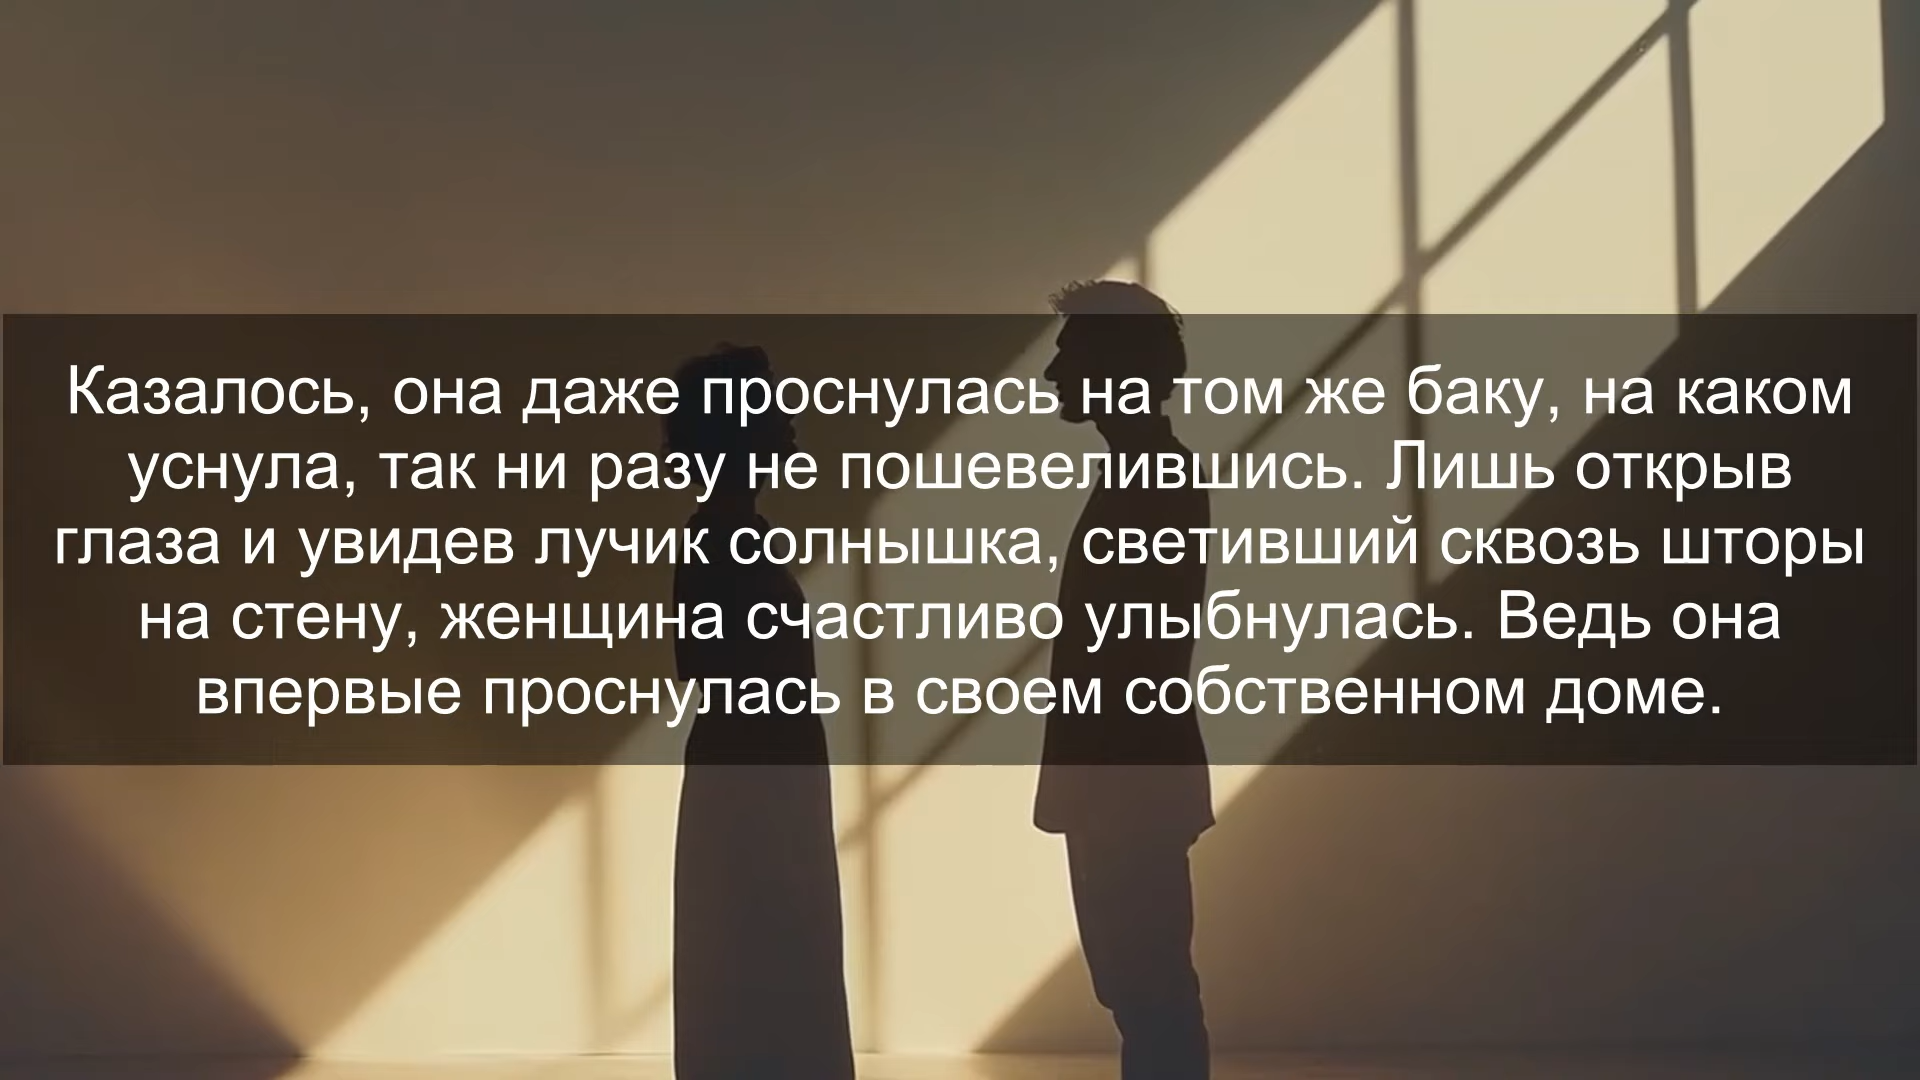 Казалось, она даже проснулась на том же баку, на каком
уснула, так ни разу не пошевелившись. Лишь открыв
глаза и увидев лучик солнышка, светивший сквозь шторы
на стену, женщина счастливо улыбнулась. Ведь она
впервые проснулась в своем собственном доме.